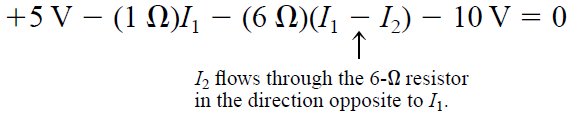 +5 V − (1 Ω)I₁ − (6 Ω)(I₁ − I₂) − 10 V = 0
↑
I₂ flows through the 6-Ω resistor
in the direction opposite to I₁.